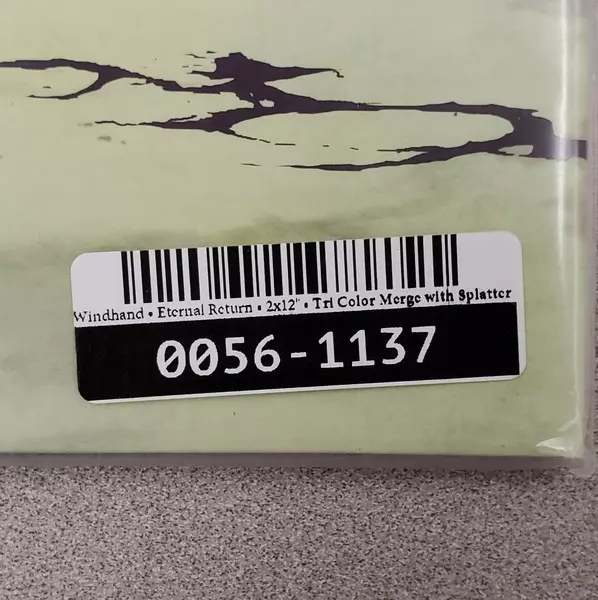 Windhand • Eternal Return • 2x12" • Tri Color Merge with Splatter
0056-1137